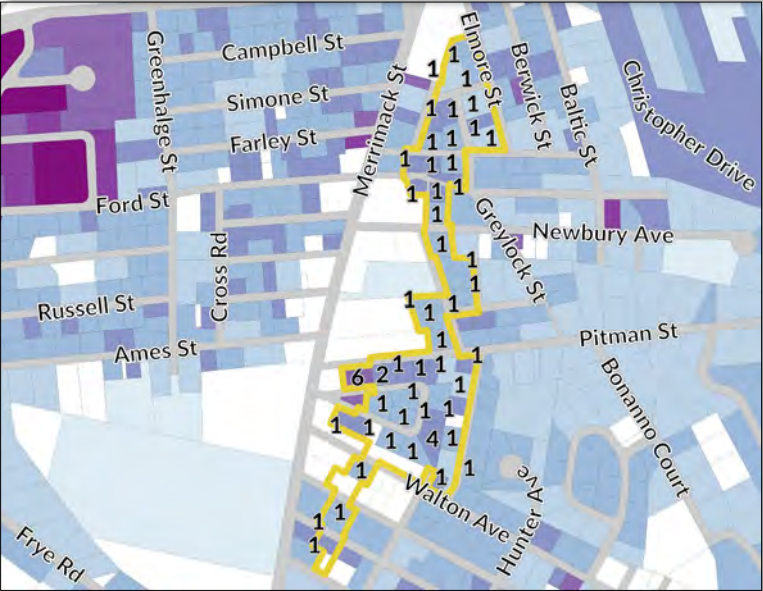 Elmore St
Campbell St
Greenhalge St
Merrimack St
Berwick St
Baltic St
Christopher Drive
Simone St
Farley St
Ford St
Cross Rd
Greylock St
Newbury Ave
Russell St
Ames St
Pitman St
Bonanno Court
Walton Ave
Hunter Ave
Frye Rd
1
1
1
1 1 1
1
1 1 1
1 1 1
1 1 1
1
1
1
1
1 1
1
1
1
6 2 1 1 1
1
1
1
1 1 1
1 1
1 4 1
1
1 1
1
1
1
1